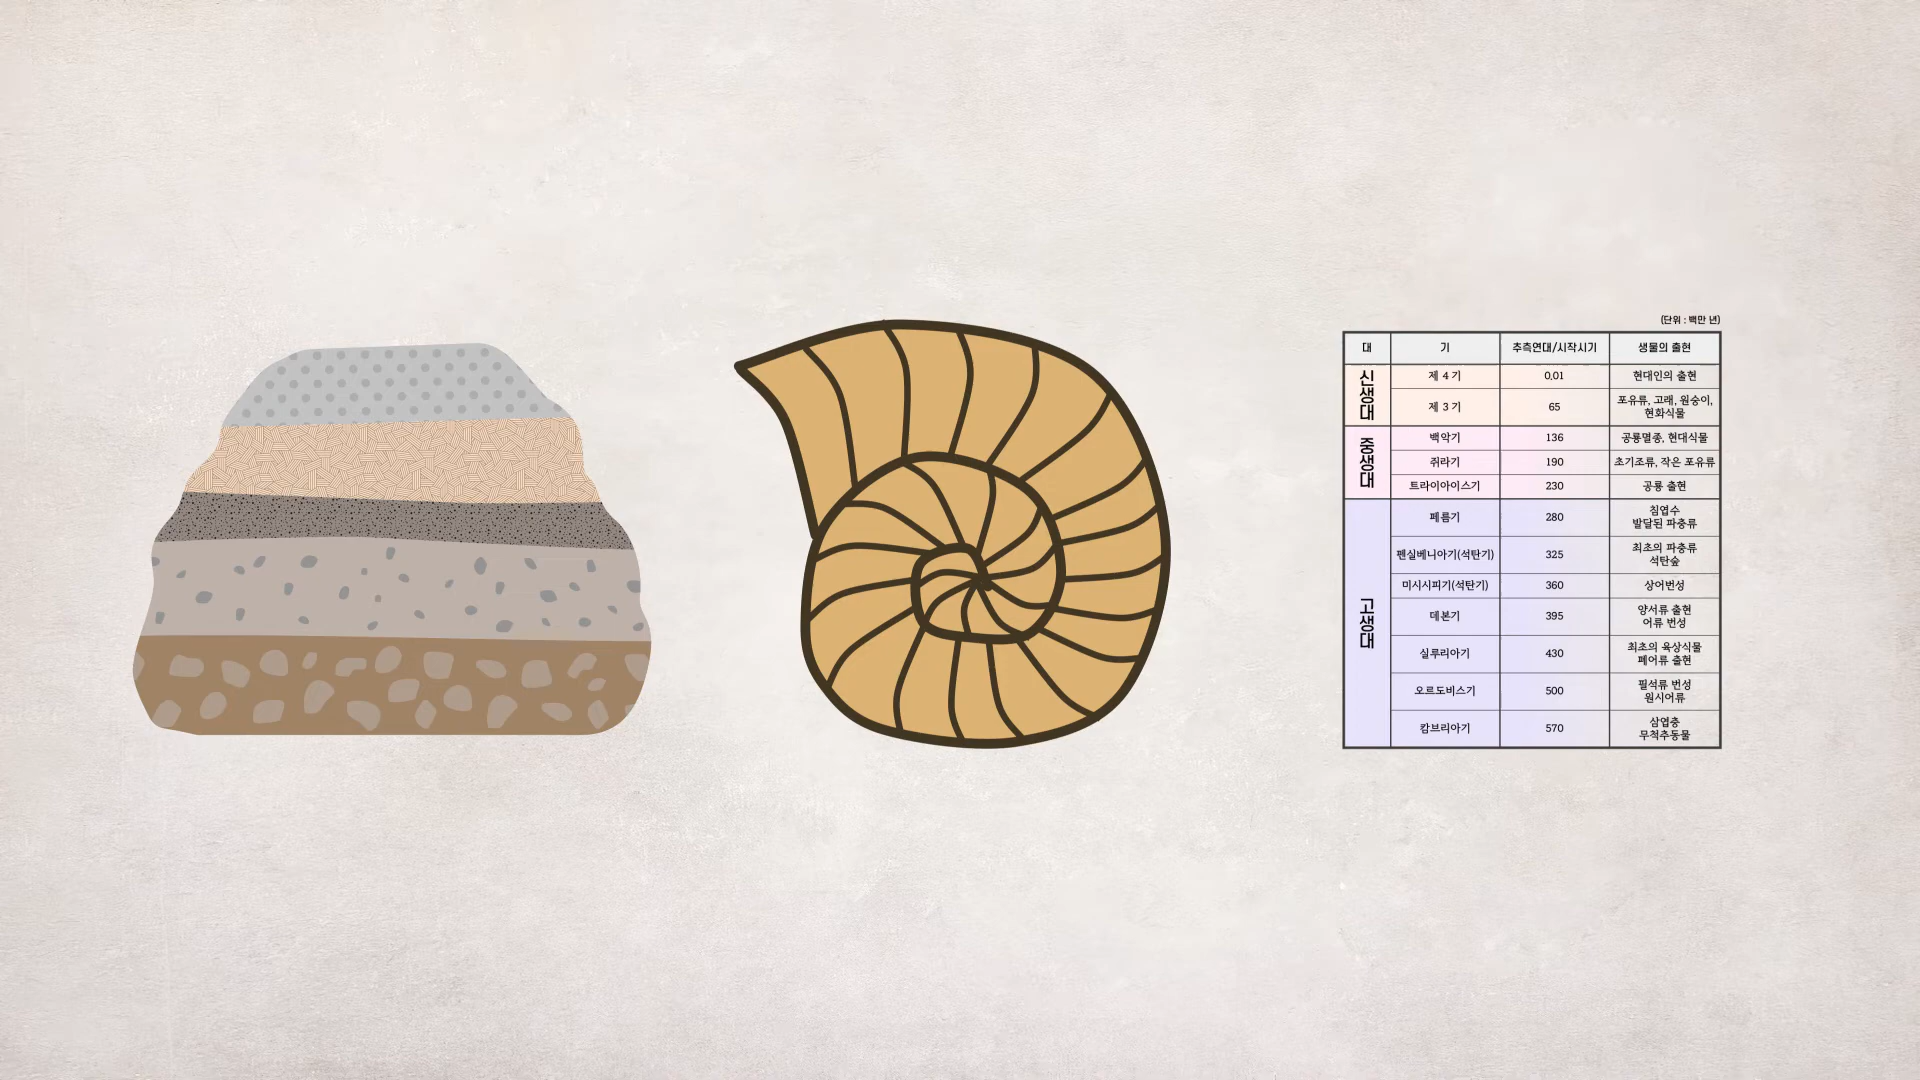 (단위 : 백만 년)
대 기 추측연대/시작시기 생물의 출현
신생대
제 4 기 0.01 현대인의 출현
제 3 기 65 포유류, 고래, 원숭이,
현화식물
중생대
백악기 136 공룡멸종, 현대식물
쥐라기 190 초기조류, 작은 포유류
트라이아이스기 230 공룡 출현
고생대
페름기 280 침엽수
발달된 파충류
펜실베니아기(석탄기) 325 최초의 파충류
석탄숲
미시시피기(석탄기) 360 상어번성
데본기 395 양서류 출현
어류 번성
실루리아기 430 최초의 육상식물
폐어류 출현
오르도비스기 500 필석류 번성
원시어류
캄브리아기 570 삼엽충
무척추동물